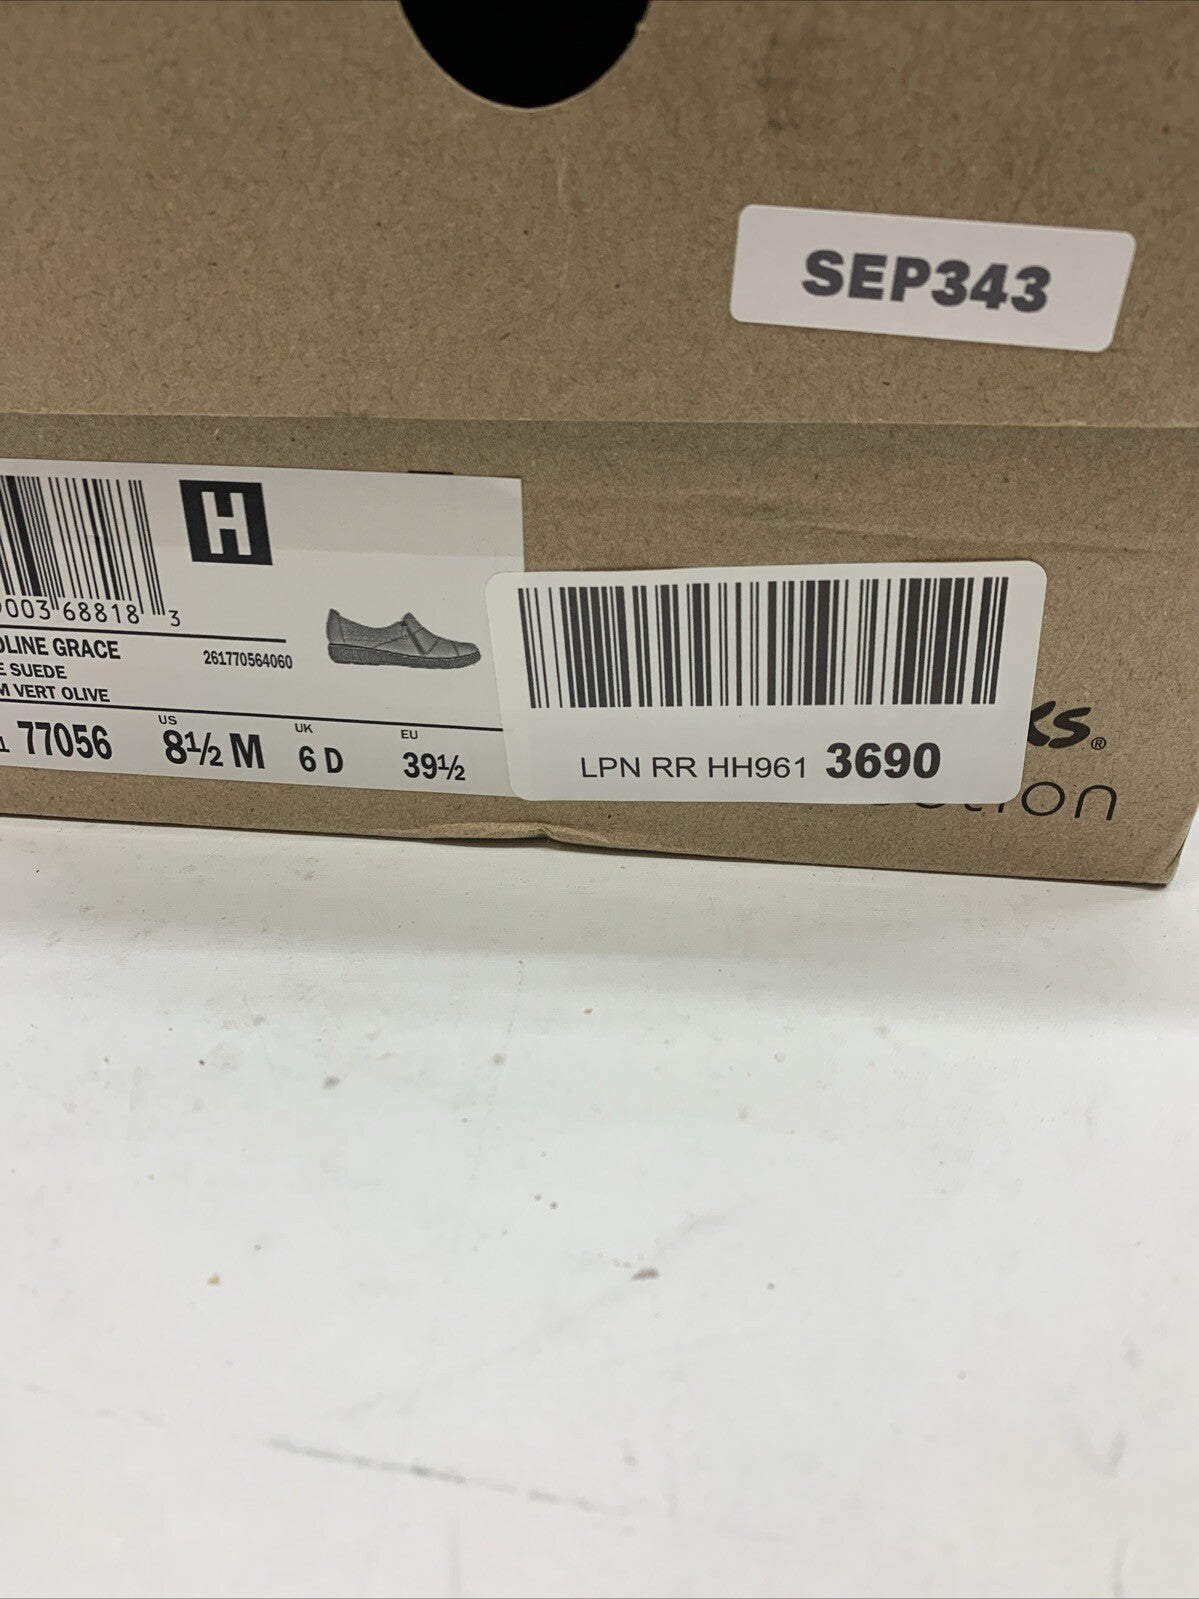 SEP343
H
003 68818 3
OLINE GRACE
261770564060
E SUEDE
M VERT OLIVE
77056
US
8½ M
UK
6 D
EU
39½
LPN RR HH961 3690
KS®
ction